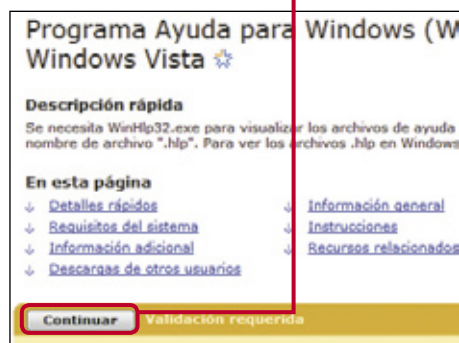 Programa Ayuda para Windows (W
Windows Vista
Descripción rápida
Se necesita WinHlp32.exe para visualizar los archivos de ayuda
nombre de archivo ".hlp". Para ver los archivos .hlp en Windows
En esta página
Detalles rápidos
Requisitos del sistema
Información adicional
Descargas de otros usuarios
Información general
Instrucciones
Recursos relacionados
Continuar Validación requerida